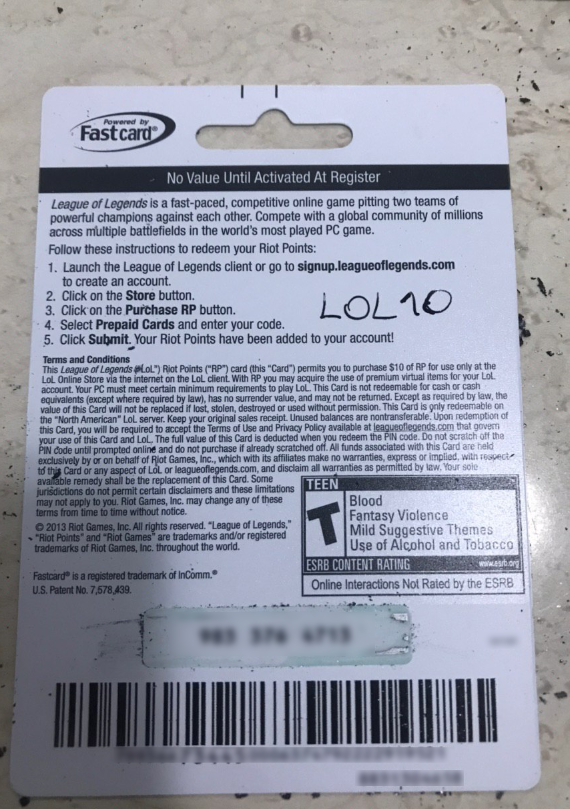 Powered by
Fastcard®
No Value Until Activated At Register
League of Legends is a fast-paced, competitive online game pitting two teams of
powerful champions against each other. Compete with a global community of millions
across multiple battlefields in the world's most played PC game.
Follow these instructions to redeem your Riot Points:
1. Launch the League of Legends client or go to signup.leagueoflegends.com
to create an account.
2. Click on the Store button.
3. Click on the Purchase RP button.
LOL10
4. Select Prepaid Cards and enter your code.
5. Click Submit. Your Riot Points have been added to your account!
Terms and Conditions
This League of Legends ("LoL") Riot Points ("RP") card (this "Card") permits you to purchase $10 of RP for use only at the
LoL Online Store via the internet on the LoL client. With RP you may acquire the use of premium virtual items for your LoL
account. Your PC must meet certain minimum requirements to play LoL. This Card is not redeemable for cash or cash
equivalents (except where required by law), has no surrender value, and may not be returned. Except as required by law, the
value of this Card will not be replaced if lost, stolen, destroyed or used without permission. This Card is only redeemable on
the "North American" LoL server. Keep your original sales receipt. Unused balances are nontransferable. Upon redemption of
this Card, you will be required to accept the Terms of Use and Privacy Policy available at leagueoflegends.com that govern
your use of this Card and LoL. The full value of this Card is deducted when you redeem the PIN code. Do not scratch off the
PIN code until prompted online and do not purchase if already scratched off. All funds associated with this Card are held
exclusively by or on behalf of Riot Games, Inc., which with its affiliates make no warranties, express or implied, with respect
to this Card or any aspect of LoL or leagueoflegends.com, and disclaim all warranties as permitted by law. Your sole
available remedy shall be the replacement of this Card. Some
jurisdictions do not permit certain disclaimers and these limitations
may not apply to you. Riot Games, Inc. may change any of these
terms from time to time without notice.
© 2013 Riot Games, Inc. All rights reserved. "League of Legends,"
"Riot Points" and "Riot Games" are trademarks and/or registered
trademarks of Riot Games, Inc. throughout the world.
TEEN
T
Blood
Fantasy Violence
Mild Suggestive Themes
Use of Alcohol and Tobacco
ESRB CONTENT RATING www.esrb.org
Online Interactions Not Rated by the ESRB
Fastcard® is a registered trademark of InComm.®
U.S. Patent No. 7,578,439.